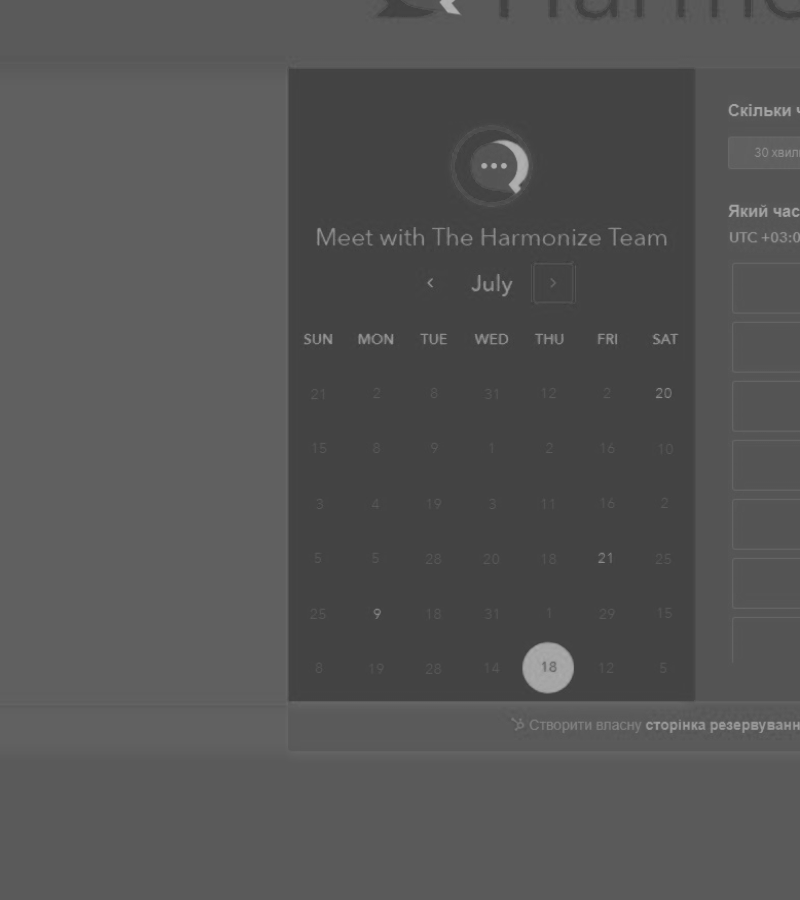 Harmo
Meet with The Harmonize Team
July
SUN MON TUE WED THU FRI SAT
21 2 8 31 12 2 20
15 8 9 1 2 16 10
3 4 19 3 11 16 2
5 5 28 20 18 21 25
25 9 18 31 1 29 15
8 19 28 14 18 12 5
Скільки ч
30 хвил
Який час
UTC +03:0
Створити власну сторінка резервуванн